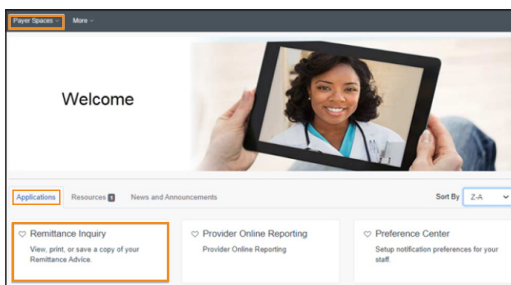 Payer Spaces More
Welcome
Applications Resources 1 News and Announcements Sort By Z-A
Remittance Inquiry
View, print, or save a copy of your
Remittance Advice.
Provider Online Reporting
Provider Online Reporting
Preference Center
Setup notification preferences for your
staff.